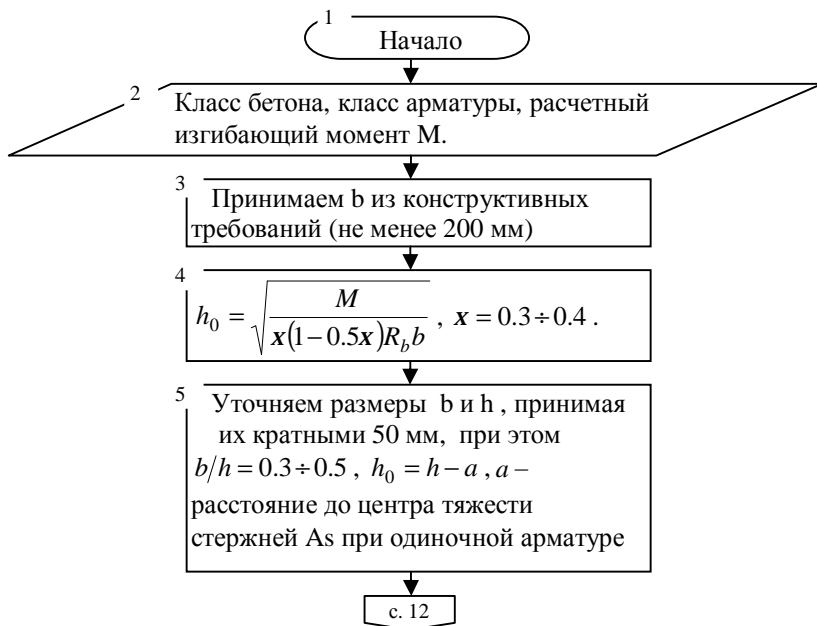 1
Начало
2
Класс бетона, класс арматуры, расчетный
изгибающий момент М.
3
Принимаем b из конструктивных
требований (не менее 200 мм)
4
h₀ = √(M / (x(1−0.5x)R_b b)) , x = 0.3÷0.4 .
5
Уточняем размеры b и h , принимая
их кратными 50 мм, при этом
b/h = 0.3÷0.5 , h₀ = h − a , a −
расстояние до центра тяжести
стержней As при одиночной арматуре
с. 12